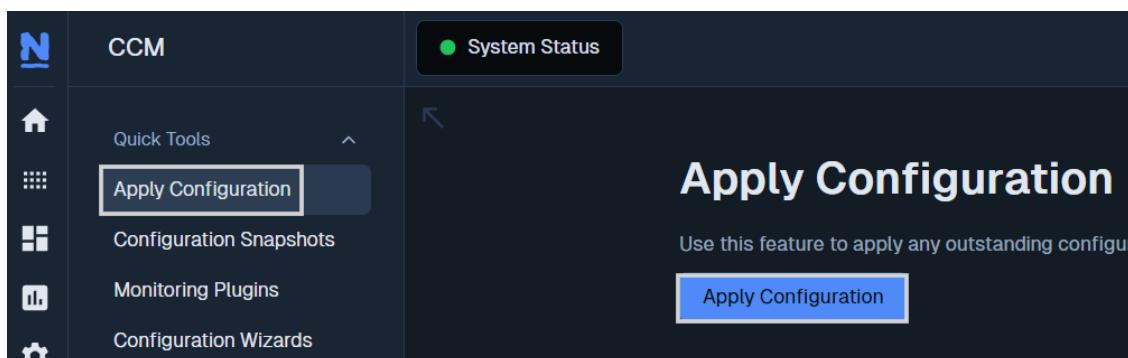 N
CCM
System Status
Quick Tools
Apply Configuration
Configuration Snapshots
Monitoring Plugins
Configuration Wizards
Apply Configuration
Use this feature to apply any outstanding configu
Apply Configuration